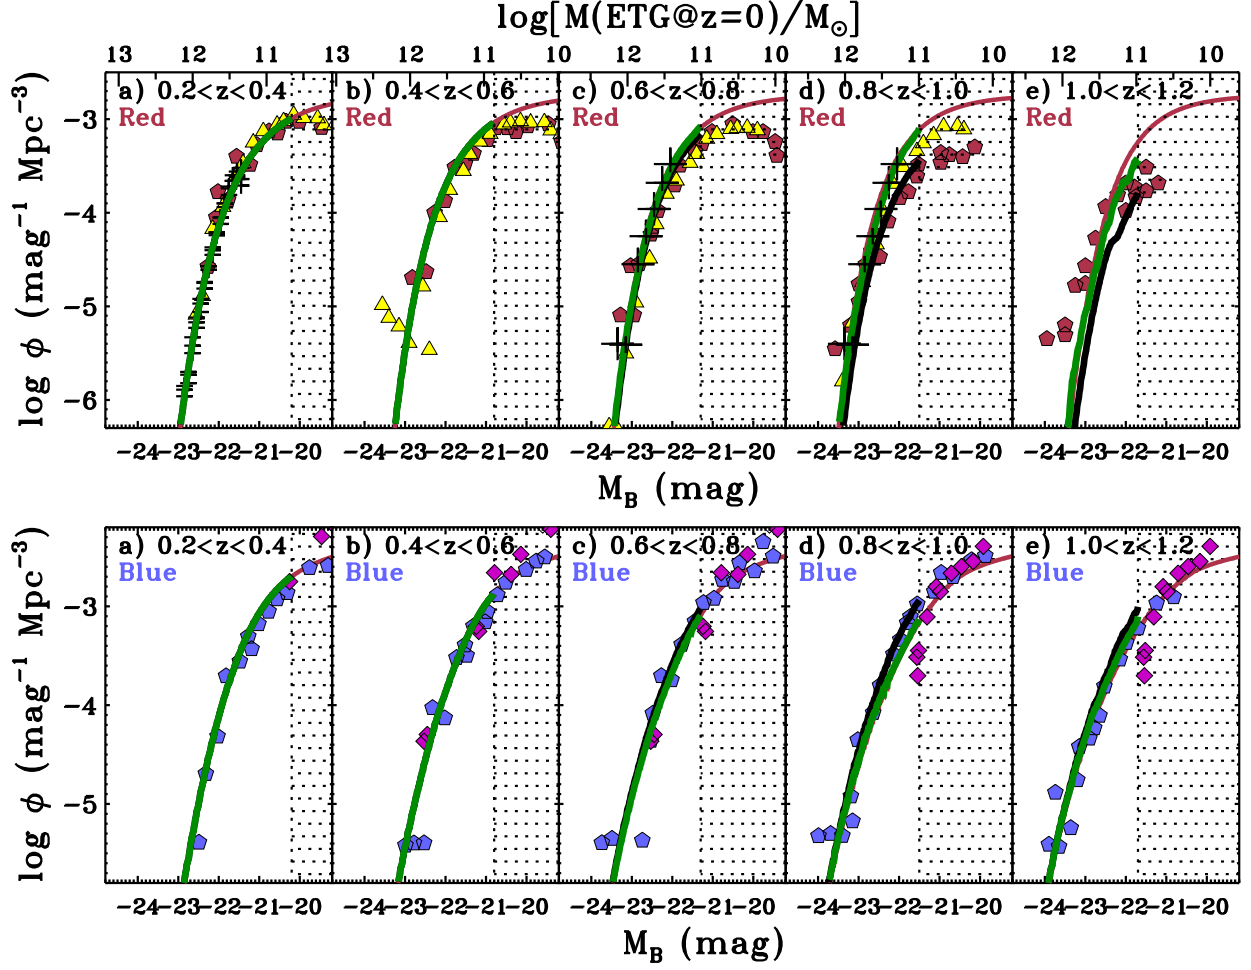 log[M(ETG@z=0)/M☉]
13 12 11 13 12 11 10 12 11 10 12 11 10 12 11 10
a) 0.2<z<0.4 b) 0.4<z<0.6 c) 0.6<z<0.8 d) 0.8<z<1.0 e) 1.0<z<1.2
Red Red Red Red Red
log ϕ (mag⁻¹ Mpc⁻³)
−3
−4
−5
−6
−24−23−22−21−20 −24−23−22−21−20 −24−23−22−21−20 −24−23−22−21−20 −24−23−22−21−20
M_B (mag)
a) 0.2<z<0.4 b) 0.4<z<0.6 c) 0.6<z<0.8 d) 0.8<z<1.0 e) 1.0<z<1.2
Blue Blue Blue Blue Blue
log ϕ (mag⁻¹ Mpc⁻³)
−3
−4
−5
−24−23−22−21−20 −24−23−22−21−20 −24−23−22−21−20 −24−23−22−21−20 −24−23−22−21−20
M_B (mag)